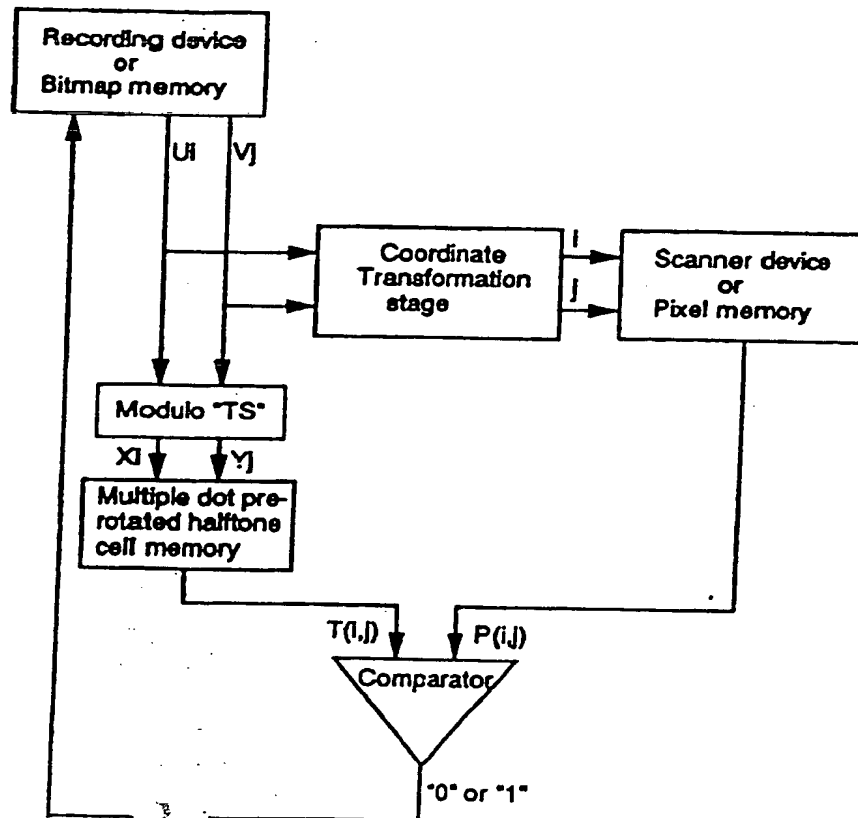 Recording device
or
Bitmap memory
Ui
Vj
Coordinate
Transformation
stage
i
j
Scanner device
or
Pixel memory
Modulo "TS"
Xi
Yj
Multiple dot pre-
rotated halftone
cell memory
T(i,j)
P(i,j)
Comparator
"0" or "1"